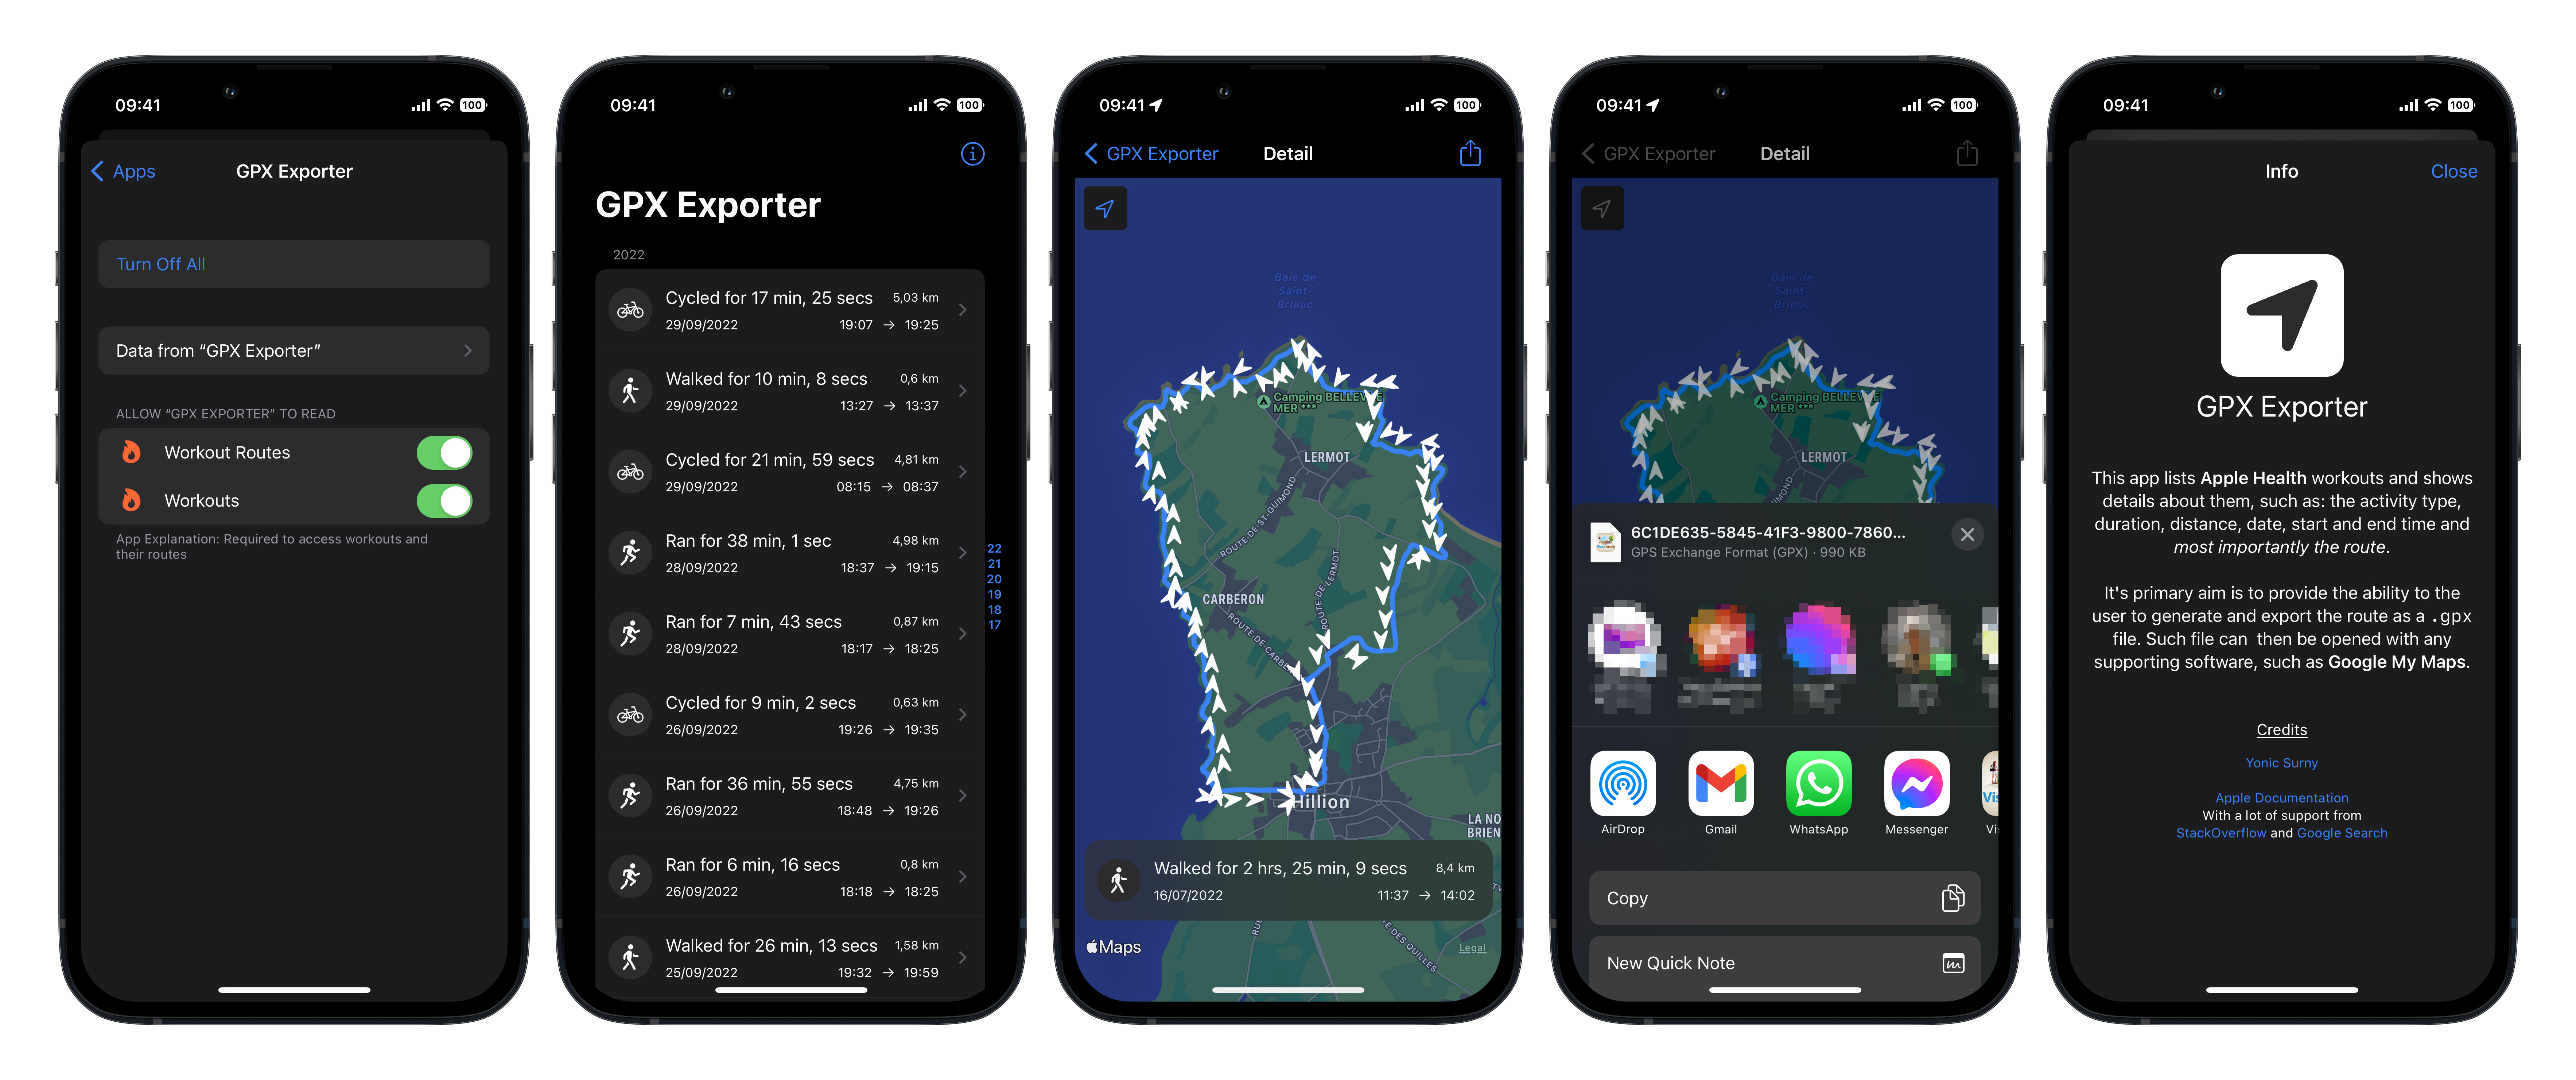 09:41
100
Apps
GPX Exporter
Turn Off All
Data from “GPX Exporter”
ALLOW “GPX EXPORTER” TO READ
Workout Routes
Workouts
App Explanation: Required to access workouts and
their routes
09:41
100
GPX Exporter
2022
Cycled for 17 min, 25 secs 5,03 km
29/09/2022 19:07 → 19:25
Walked for 10 min, 8 secs 0,6 km
29/09/2022 13:27 → 13:37
Cycled for 21 min, 59 secs 4,81 km
29/09/2022 08:15 → 08:37
Ran for 38 min, 1 sec 4,98 km
28/09/2022 18:37 → 19:15
Ran for 7 min, 43 secs 0,87 km
28/09/2022 18:17 → 18:25
Cycled for 9 min, 2 secs 0,63 km
26/09/2022 19:26 → 19:35
Ran for 36 min, 55 secs 4,75 km
26/09/2022 18:48 → 19:26
Ran for 6 min, 16 secs 0,8 km
26/09/2022 18:18 → 18:25
Walked for 26 min, 13 secs 1,58 km
25/09/2022 19:32 → 19:59
22
21
20
19
18
17
09:41
100
GPX Exporter
Detail
Baie de
Saint-
Brieuc
Camping BELLEVUE
MER ***
LERMOT
ROUTE DE ST-GUIMOND
ROUTE DE LERMOT
CARBERON
ROUTE DE CARBE
Hillion
LA NO
BRIEN
Walked for 2 hrs, 25 min, 9 secs 8,4 km
16/07/2022 11:37 → 14:02
RU
TE DES QUILLES
Maps
Legal
09:41
100
GPX Exporter
Detail
Baie de
Saint-
Brieuc
Camping BELLEVUE
MER ***
LERMOT
IMOND
6C1DE635-5845-41F3-9800-7860...
GPS Exchange Format (GPX) · 990 KB
AirDrop
Gmail
WhatsApp
Messenger
Vis
Vi
Copy
New Quick Note
09:41
100
Info
Close
GPX Exporter
This app lists Apple Health workouts and shows
details about them, such as: the activity type,
duration, distance, date, start and end time and
most importantly the route.
It's primary aim is to provide the ability to the
user to generate and export the route as a .gpx
file. Such file can then be opened with any
supporting software, such as Google My Maps.
Credits
Yonic Surny
Apple Documentation
With a lot of support from
StackOverflow and Google Search